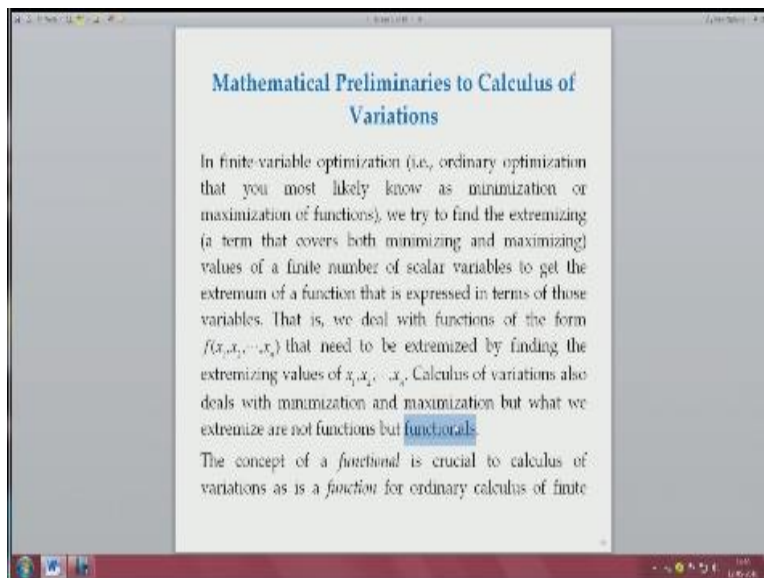 Mathematical Preliminaries to Calculus of
Variations
In finite-variable optimization (i.e., ordinary optimization
that you most likely know as minimization or
maximization of functions), we try to find the extremizing
(a term that covers both minimizing and maximizing)
values of a finite number of scalar variables to get the
extremum of a function that is expressed in terms of those
variables. That is, we deal with functions of the form
f(x₁,x₂,⋯,xₙ) that need to be extremized by finding the
extremizing values of x₁,x₂,⋯,xₙ. Calculus of variations also
deals with minimization and maximization but what we
extremize are not functions but functionals.
The concept of a functional is crucial to calculus of
variations as is a function for ordinary calculus of finite